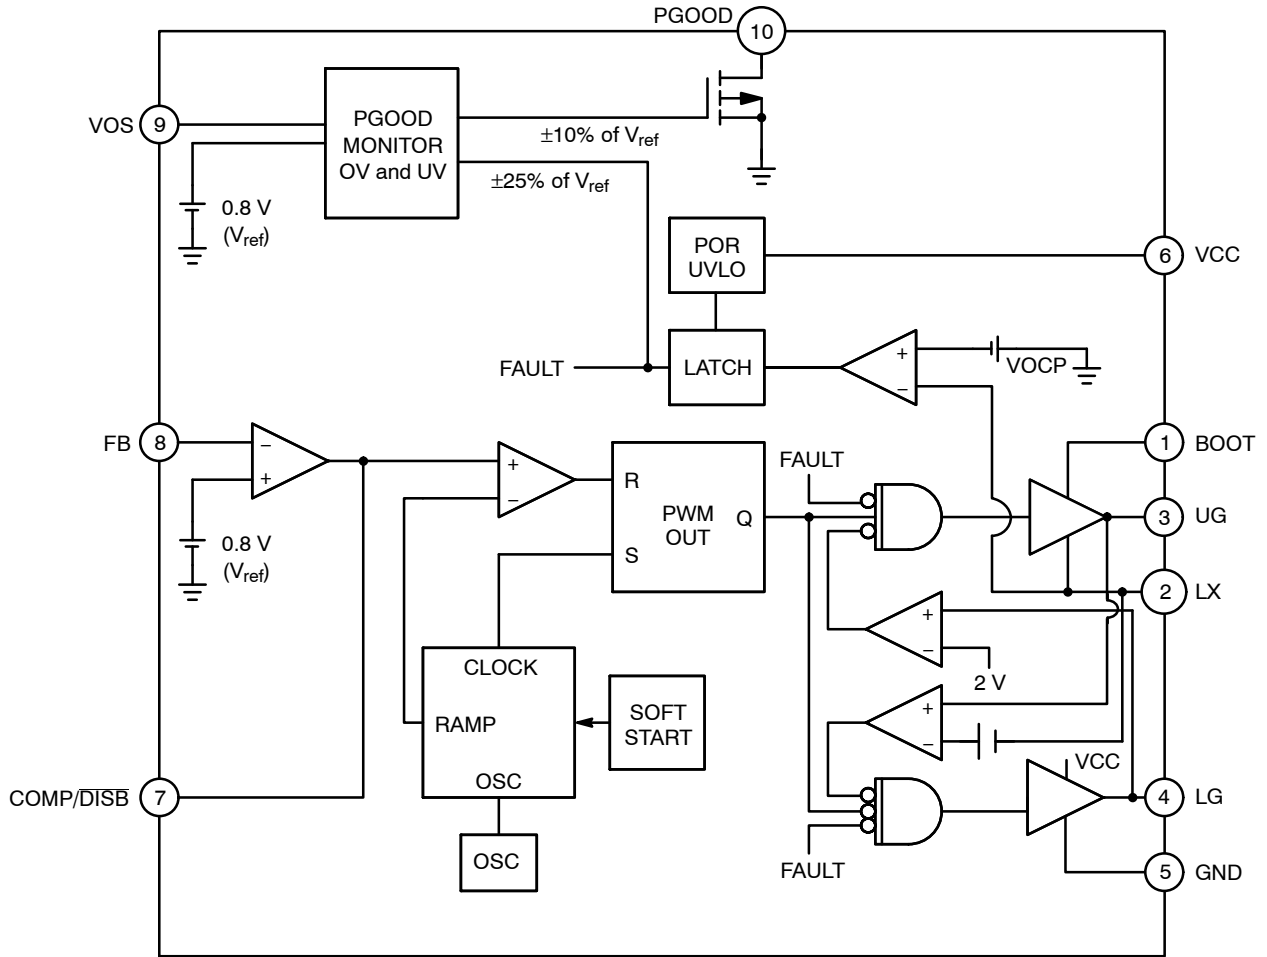 PGOOD
10
VOS
9
PGOOD
MONITOR
OV and UV
±10% of Vref
±25% of Vref
0.8 V
(Vref)
POR
UVLO
6
VCC
FAULT
LATCH
+
−
VOCP
FB
8
−
+
0.8 V
(Vref)
+
−
R
S
PWM
OUT
Q
FAULT
1
BOOT
3
UG
2
LX
+
−
2 V
CLOCK
RAMP
OSC
SOFT
START
+
−
VCC
COMP/DISB
7
4
LG
OSC
FAULT
5
GND